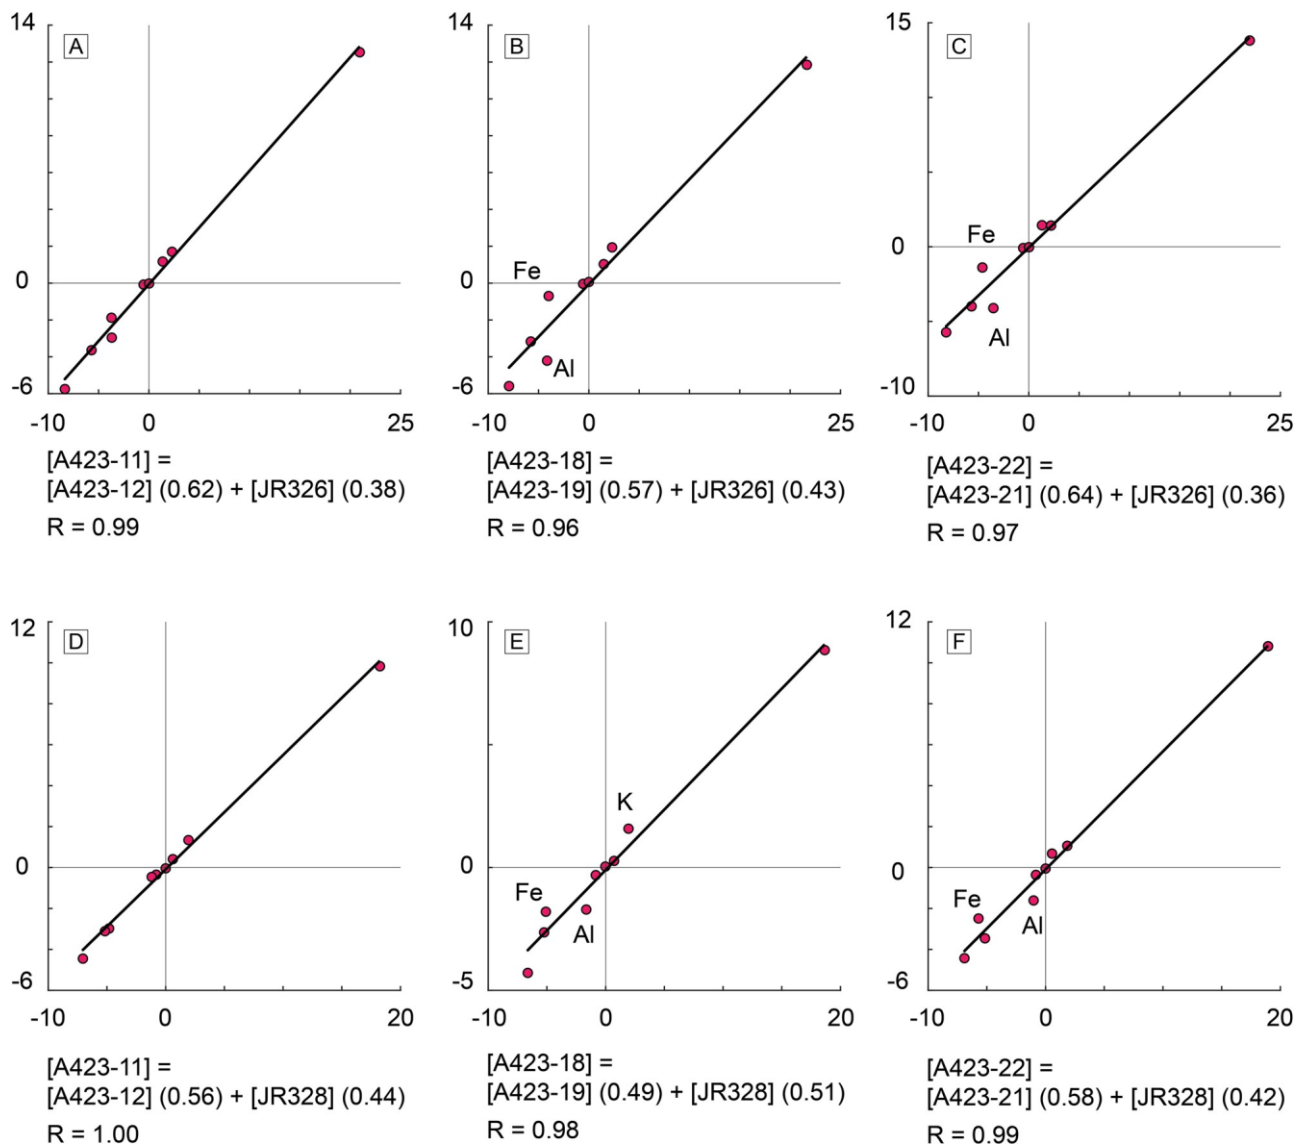 14
A
0
-6
-10 0 25
[A423-11] =
[A423-12] (0.62) + [JR326] (0.38)
R = 0.99
14
B
Fe
0
Al
-6
-10 0 25
[A423-18] =
[A423-19] (0.57) + [JR326] (0.43)
R = 0.96
15
C
Fe
0
Al
-10
-10 0 25
[A423-22] =
[A423-21] (0.64) + [JR326] (0.36)
R = 0.97
12
D
0
-6
-10 0 20
[A423-11] =
[A423-12] (0.56) + [JR328] (0.44)
R = 1.00
10
E
K
0
Fe
Al
-5
-10 0 20
[A423-18] =
[A423-19] (0.49) + [JR328] (0.51)
R = 0.98
12
F
0
Fe
Al
-6
-10 0 20
[A423-22] =
[A423-21] (0.58) + [JR328] (0.42)
R = 0.99